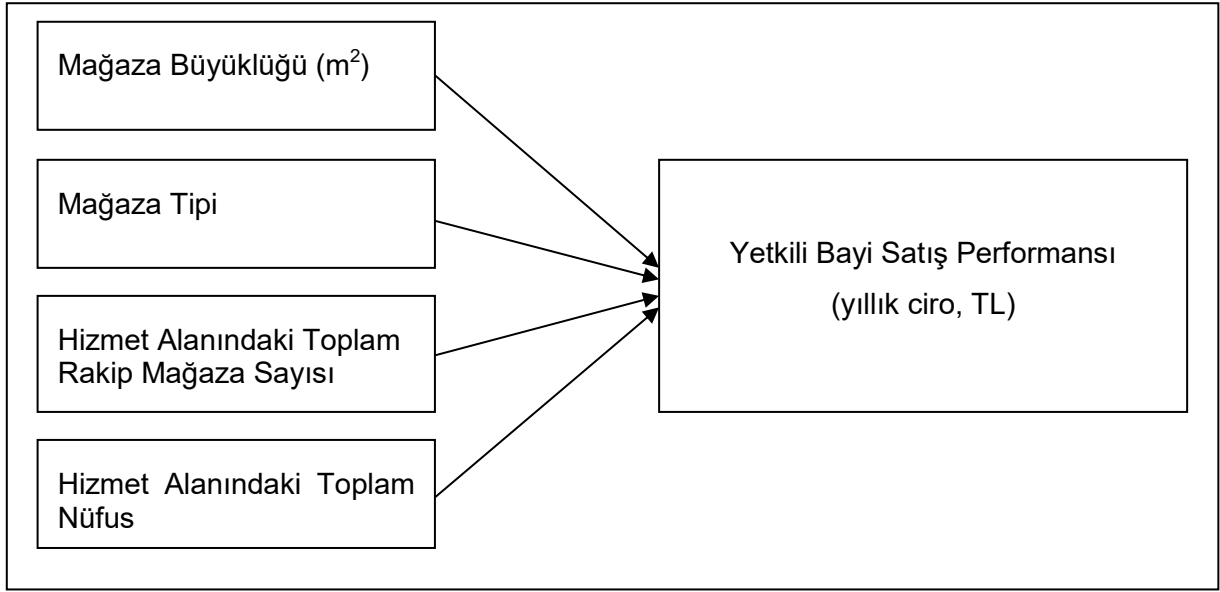 Mağaza Büyüklüğü (m²)
Mağaza Tipi
Hizmet Alanındaki Toplam
Rakip Mağaza Sayısı
Hizmet Alanındaki Toplam
Nüfus
Yetkili Bayi Satış Performansı
(yıllık ciro, TL)